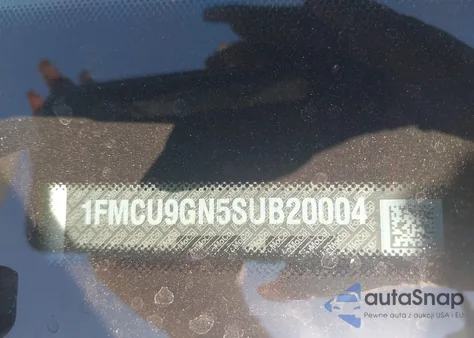 1FMCU9GN5SUB20004
autaSnap
Pewne auta z aukcji USA i EU